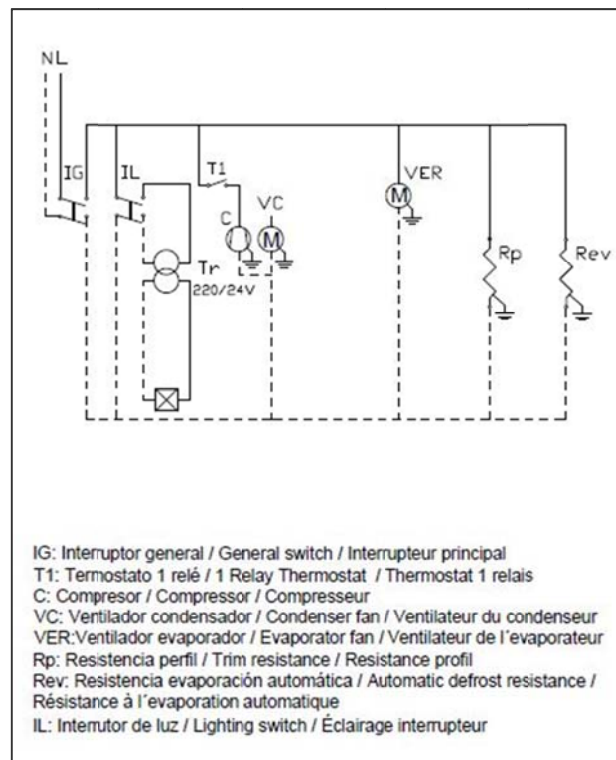 NL
IG
IL
T1
C
VC
VER
Tr
220/24V
M
M
Rp
Rev
IG: Interruptor general / General switch / Interrupteur principal
T1: Termostato 1 relé / 1 Relay Thermostat / Thermostat 1 relais
C: Compresor / Compressor / Compresseur
VC: Ventilador condensador / Condenser fan / Ventilateur du condenseur
VER:Ventilador evaporador / Evaporator fan / Ventilateur de l´evaporateur
Rp: Resistencia perfil / Trim resistance / Resistance profil
Rev: Resistencia evaporación automática / Automatic defrost resistance /
Résistance à l´evaporation automatique
IL: Interrutor de luz / Lighting switch / Éclairage interrupteur